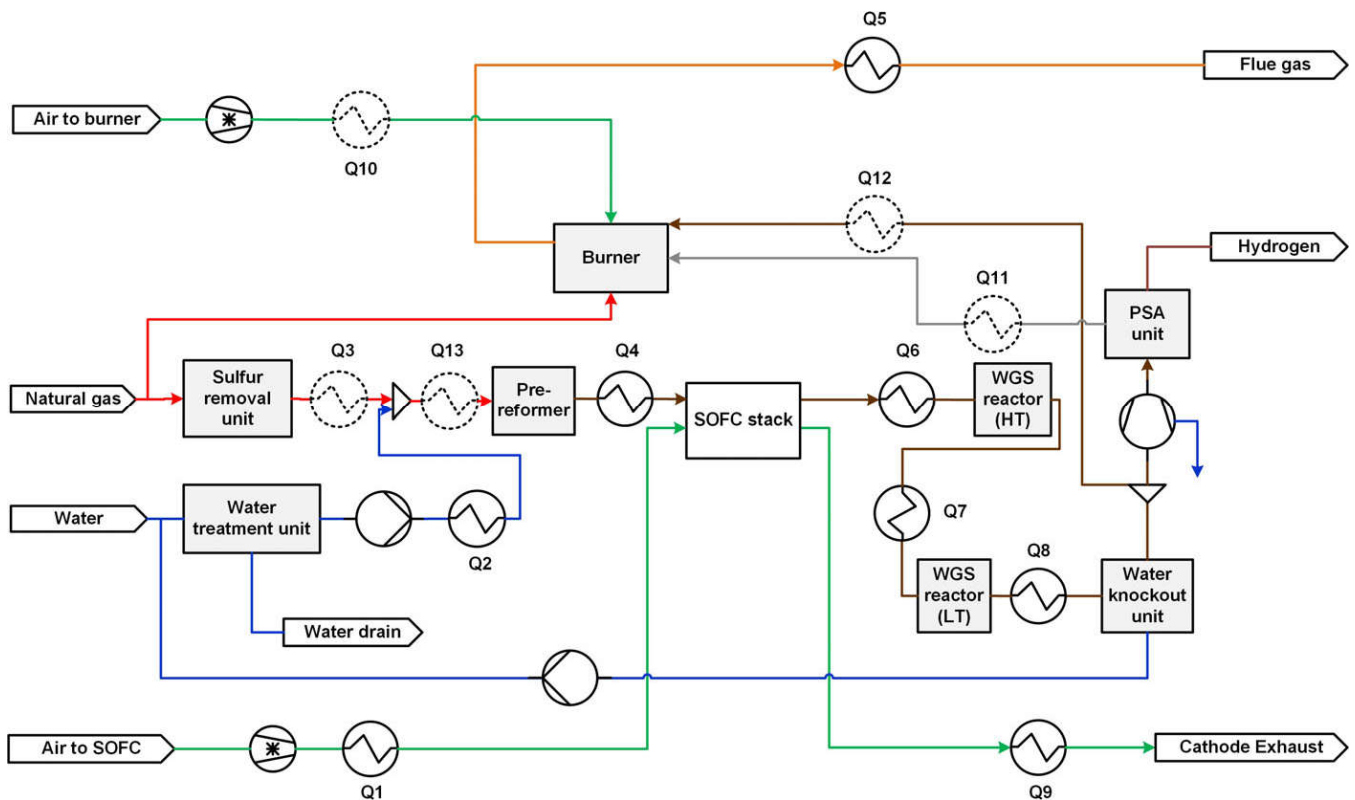 Q5
Flue gas
Air to burner
Q10
Q12
Burner
Hydrogen
Q11
PSA
unit
Natural gas
Sulfur
removal
unit
Q3
Q13
Pre-
reformer
Q4
SOFC stack
Q6
WGS
reactor
(HT)
Water
Water
treatment unit
Q2
Q7
WGS
reactor
(LT)
Q8
Water
knockout
unit
Water drain
Air to SOFC
Q1
Q9
Cathode Exhaust